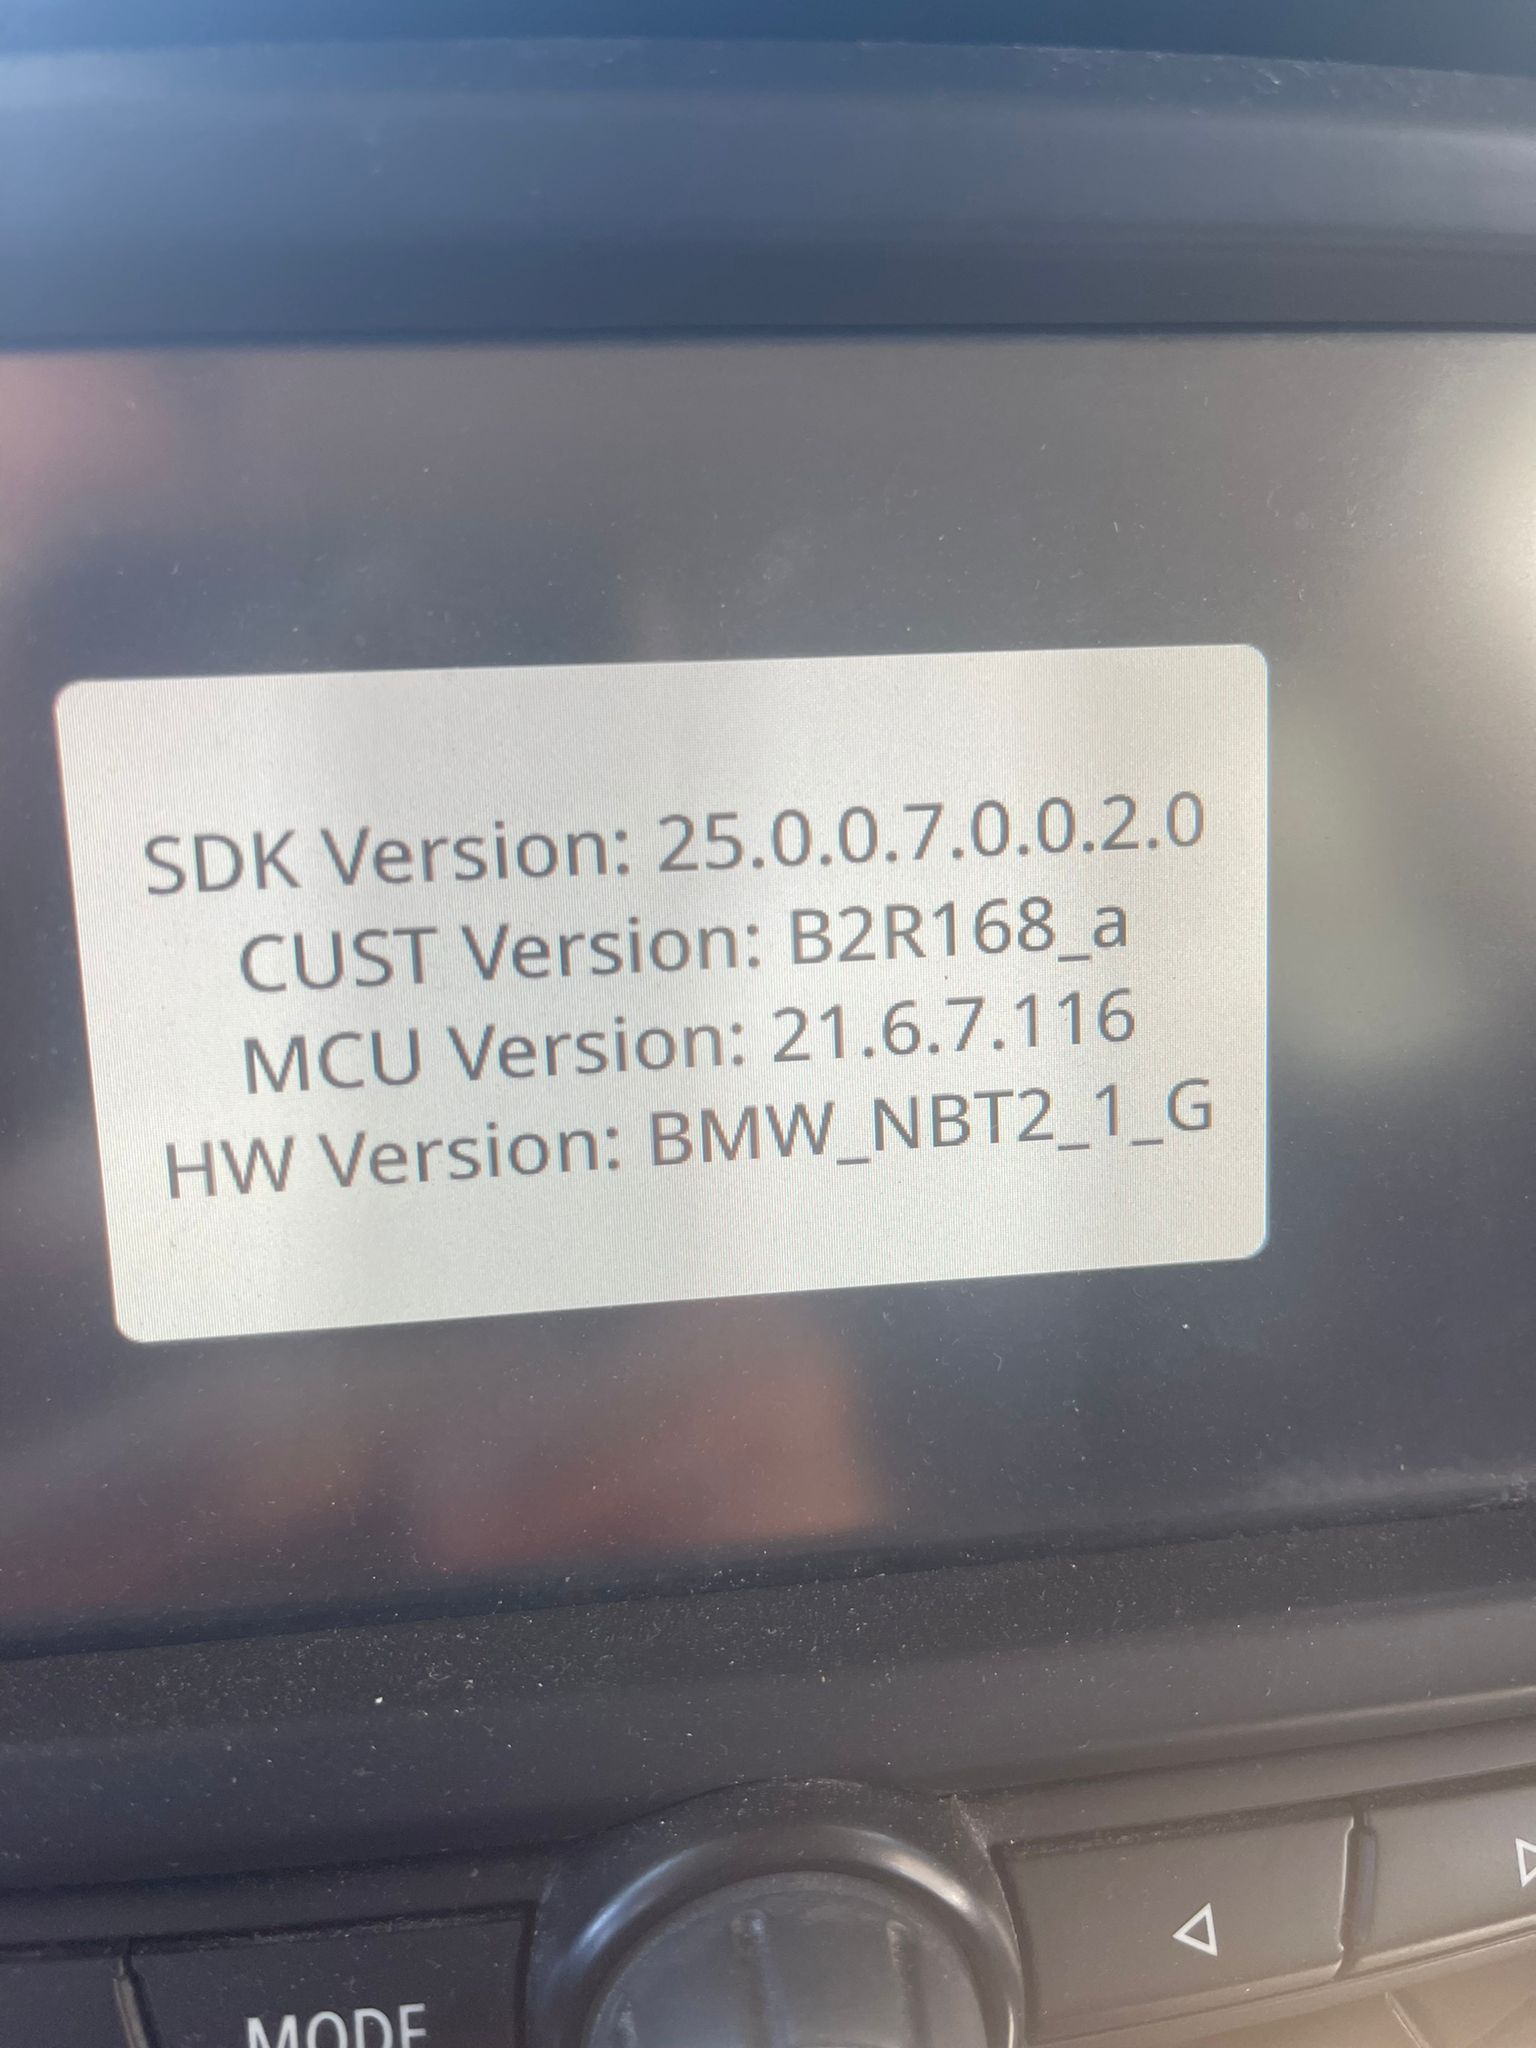 SDK Version: 25.0.0.7.0.0.2.0
CUST Version: B2R168_a
MCU Version: 21.6.7.116
HW Version: BMW_NBT2_1_G
MODE